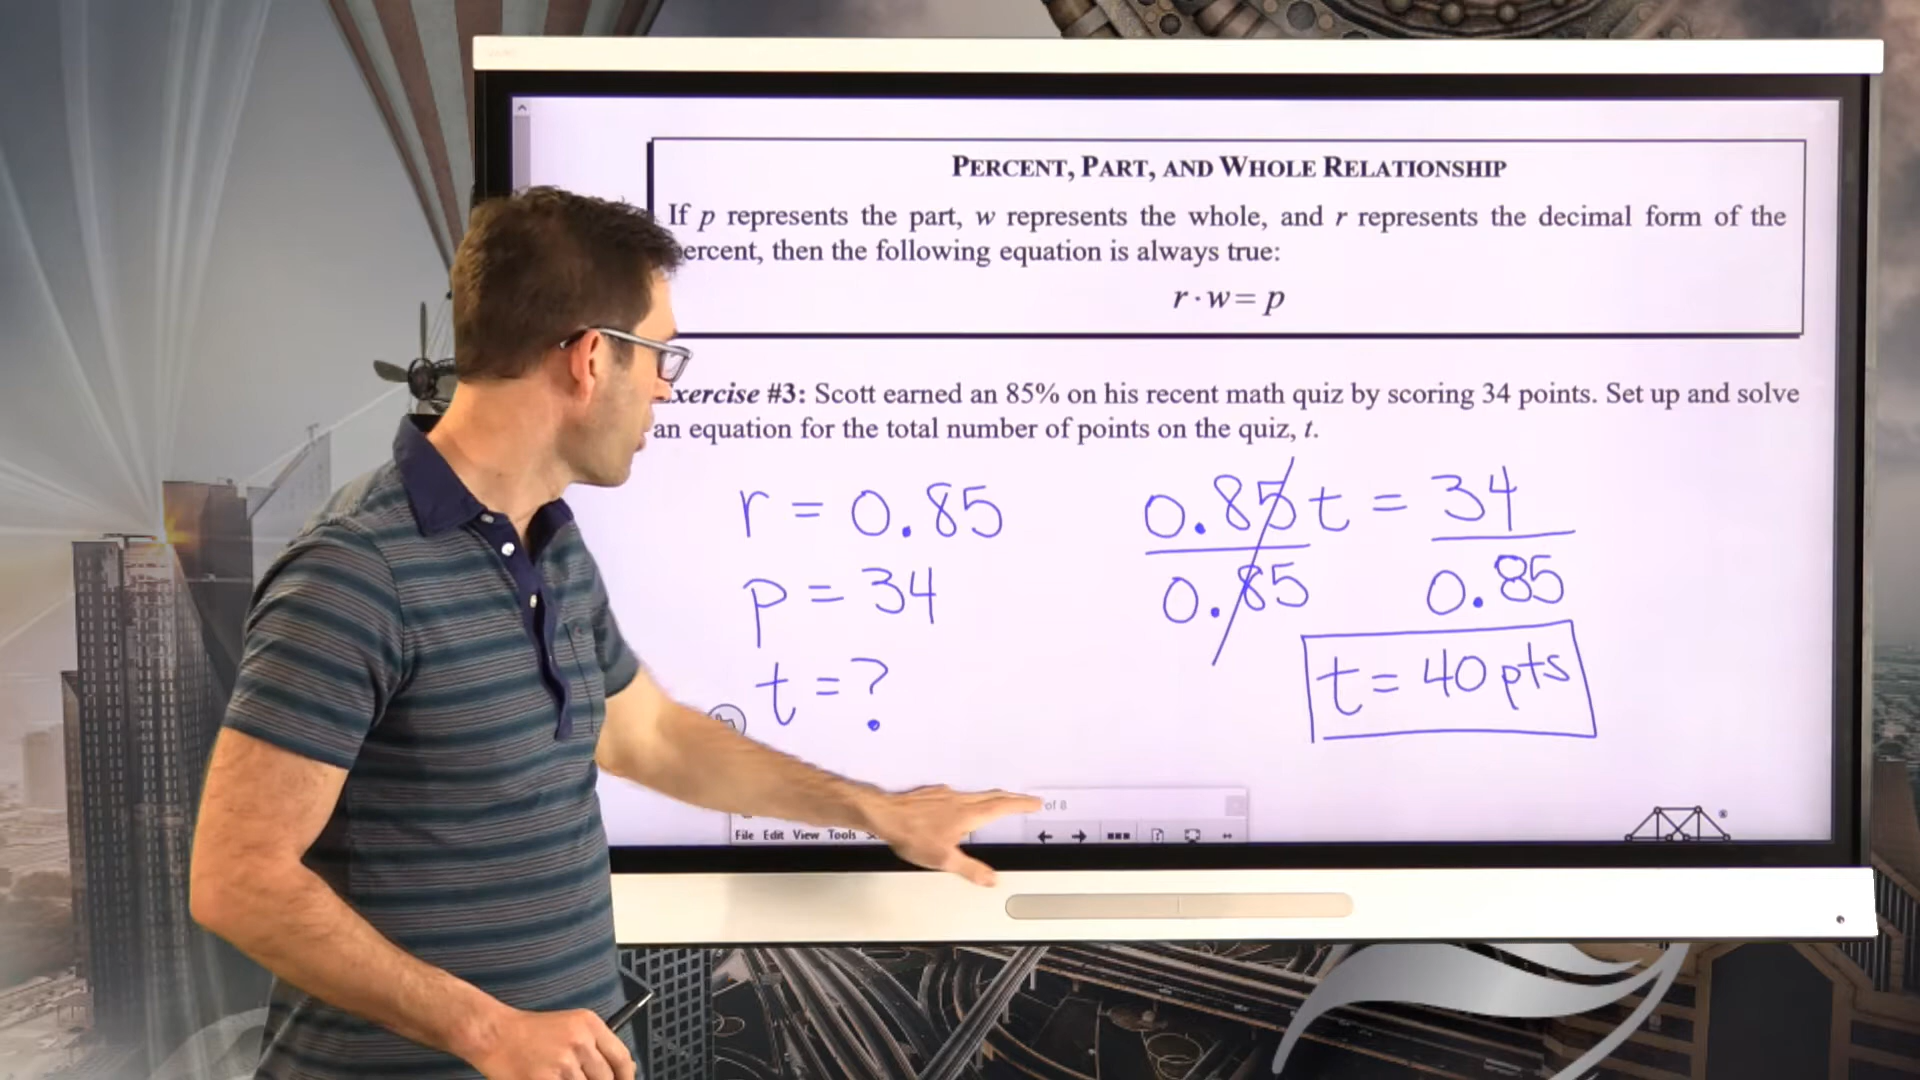 PERCENT, PART, AND WHOLE RELATIONSHIP
If p represents the part, w represents the whole, and r represents the decimal form of the
ercent, then the following equation is always true:
r · w = p
xercise #3: Scott earned an 85% on his recent math quiz by scoring 34 points. Set up and solve
an equation for the total number of points on the quiz, t.
r = 0.85
p = 34
t = ?
0.85t = 34
0.85 0.85
t = 40 pts
of 8
File Edit View Tools